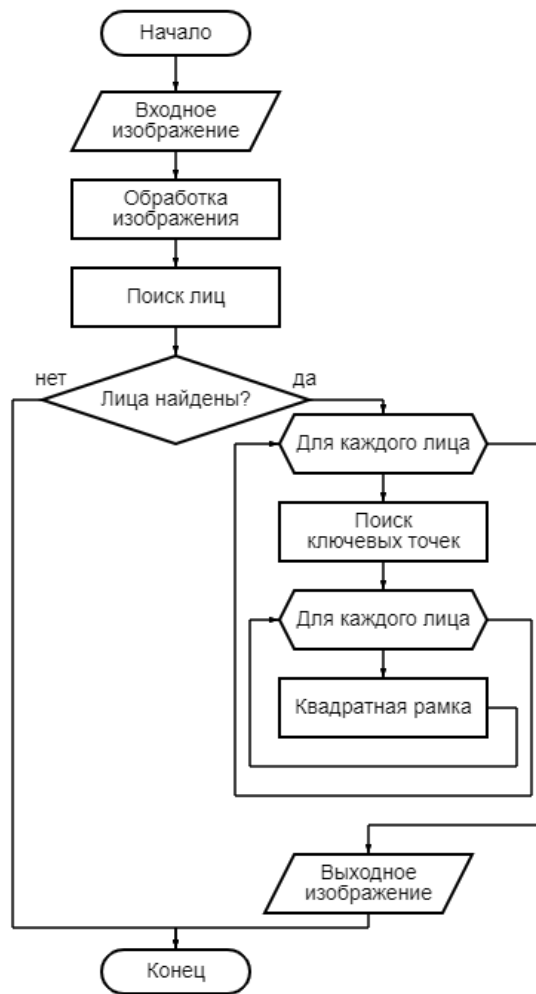 Начало
Входное
изображение
Обработка
изображения
Поиск лиц
нет
Лица найдены?
да
Для каждого лица
Поиск
ключевых точек
Для каждого лица
Квадратная рамка
Выходное
изображение
Конец